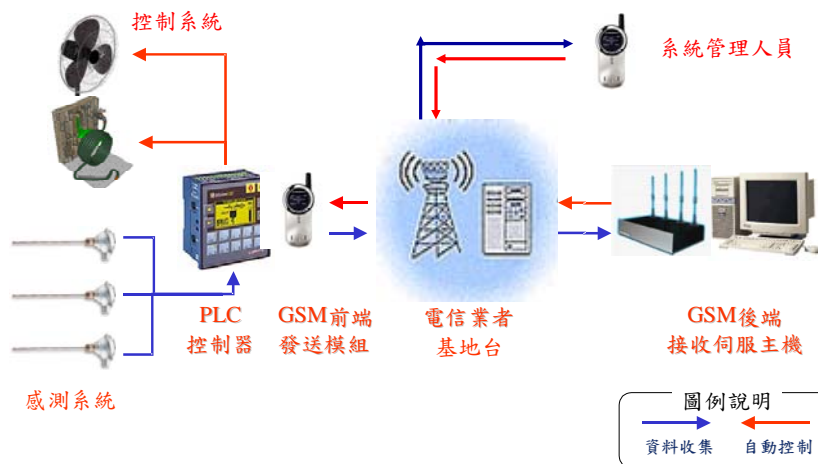 控制系統
系統管理人員
PLC
控制器
GSM前端
發送模組
電信業者
基地台
GSM後端
接收伺服主機
感測系統
圖例說明
資料收集
自動控制